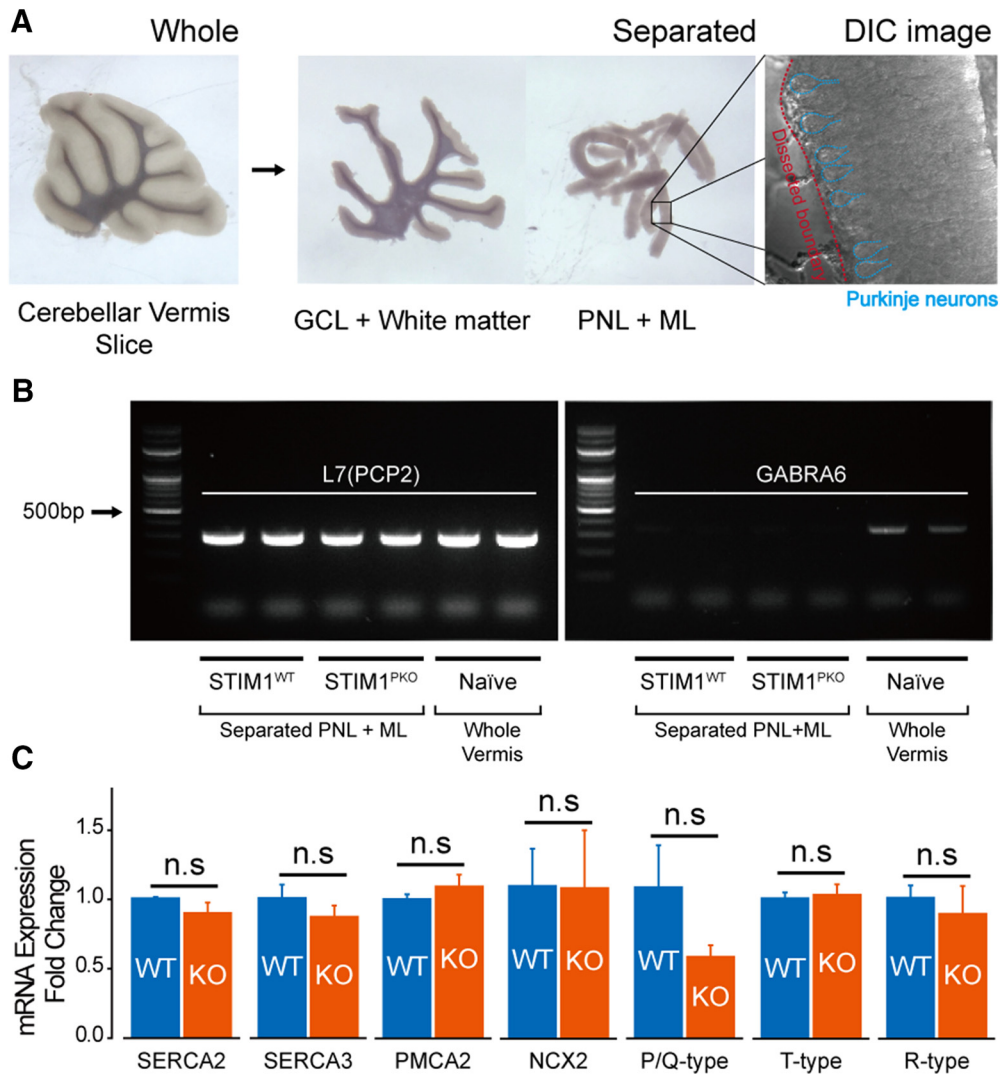 A
Whole
Separated
DIC image
Dissected boundary
Purkinje neurons
Cerebellar Vermis
Slice
GCL + White matter
PNL + ML
B
L7(PCP2)
GABRA6
500bp
STIM1WT
STIM1PKO
Naïve
STIM1WT
STIM1PKO
Naïve
Separated PNL + ML
Whole
Vermis
Separated PNL+ML
Whole
Vermis
C
mRNA Expression
Fold Change
1.5
1.0
0.5
0.0
n.s
n.s
n.s
n.s
n.s
n.s
n.s
WT
KO
WT
KO
WT
KO
WT
KO
WT
KO
WT
KO
WT
KO
SERCA2
SERCA3
PMCA2
NCX2
P/Q-type
T-type
R-type